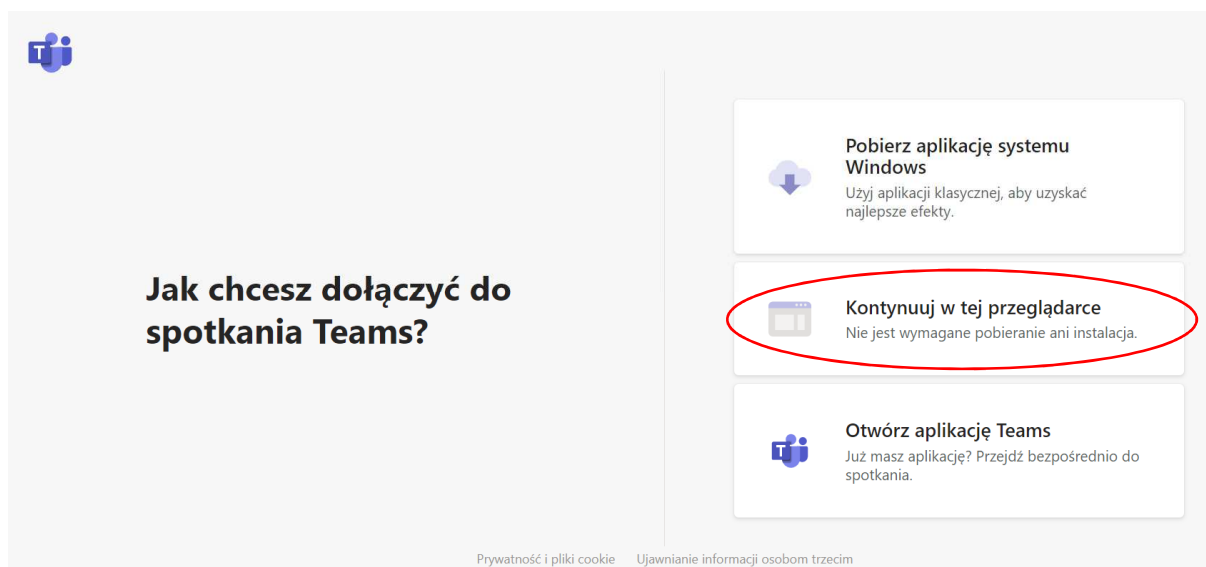 Jak chcesz dołączyć do
spotkania Teams?
Pobierz aplikację systemu
Windows
Użyj aplikacji klasycznej, aby uzyskać
najlepsze efekty.
Kontynuuj w tej przeglądarce
Nie jest wymagane pobieranie ani instalacja.
Otwórz aplikację Teams
Już masz aplikację? Przejdź bezpośrednio do
spotkania.
Prywatność i pliki cookie Ujawnianie informacji osobom trzecim